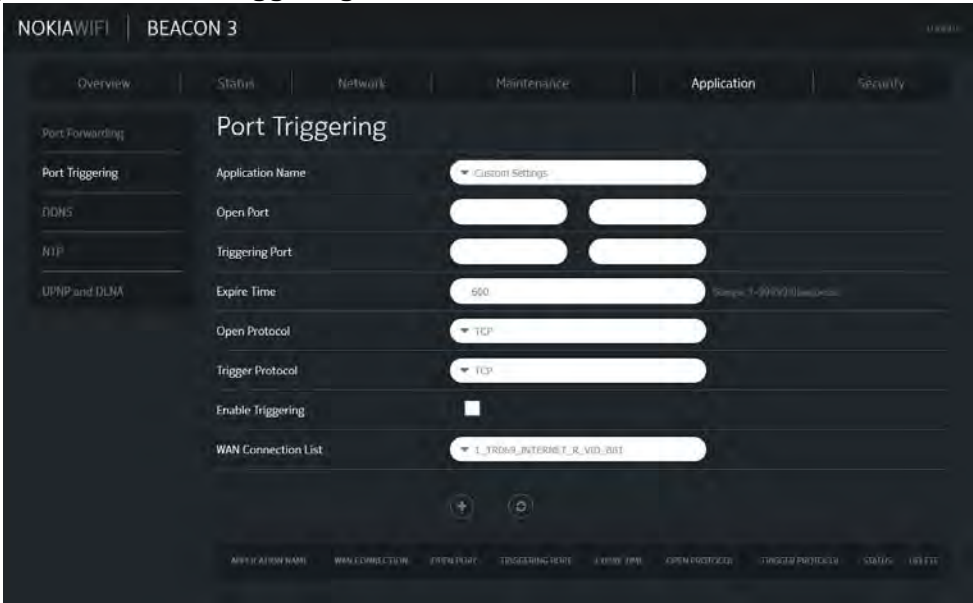 NOKIAWIFI | BEACON 3
Overview Status Network Maintenance Application Security
Port Forwarding
Port Triggering
Port Triggering
DDNS
NTP
UPNP and DLNA
Application Name Custom Settings
Open Port
Triggering Port
Expire Time 600
Open Protocol TCP
Trigger Protocol TCP
Enable Triggering
WAN Connection List
APPLICATION NAME WAN CONNECTION OPEN PORT TRIGGERING PORT EXPIRE TIME OPEN PROTOCOL TRIGGER PROTOCOL STATUS DELETE